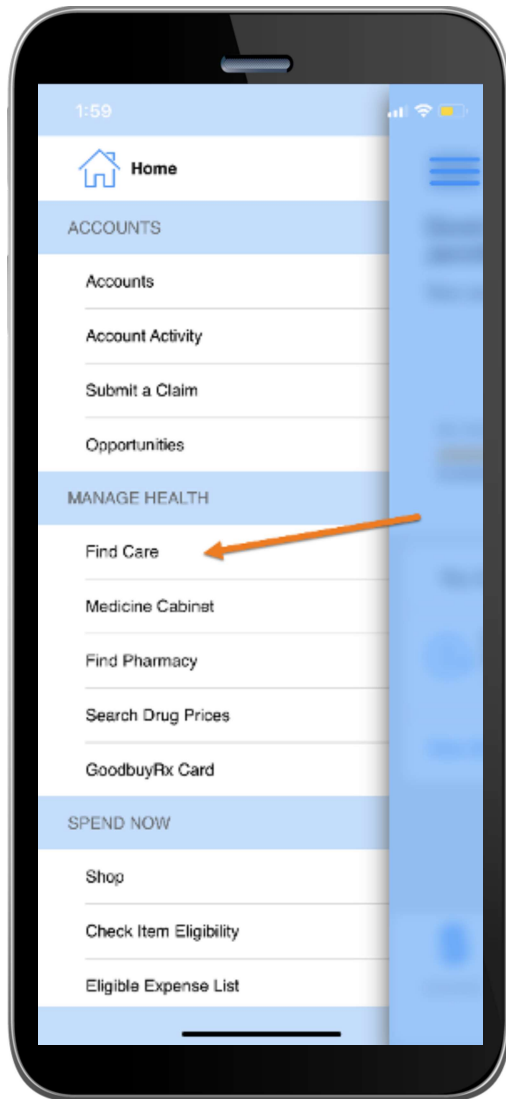 1:59
Home
ACCOUNTS
Accounts
Account Activity
Submit a Claim
Opportunities
MANAGE HEALTH
Find Care
Medicine Cabinet
Find Pharmacy
Search Drug Prices
GoodbuyRx Card
SPEND NOW
Shop
Check Item Eligibility
Eligible Expense List